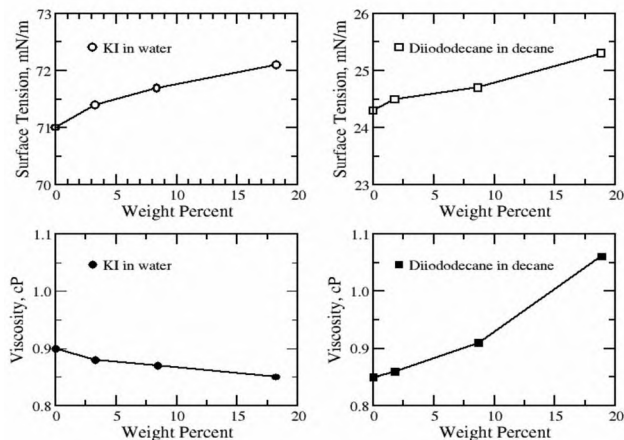 73
KI in water
72
71
70
0 5 10 15 20
Weight Percent
Surface Tension, mN/m
26
Diiododecane in decane
25
24
23
0 5 10 15 20
Weight Percent
Surface Tension, mN/m
1.1
KI in water
1.0
0.9
0.8
0 5 10 15 20
Weight Percent
Viscosity, cP
1.1
Diiododecane in decane
1.0
0.9
0.8
0 5 10 15 20
Weight Percent
Viscosity, cP